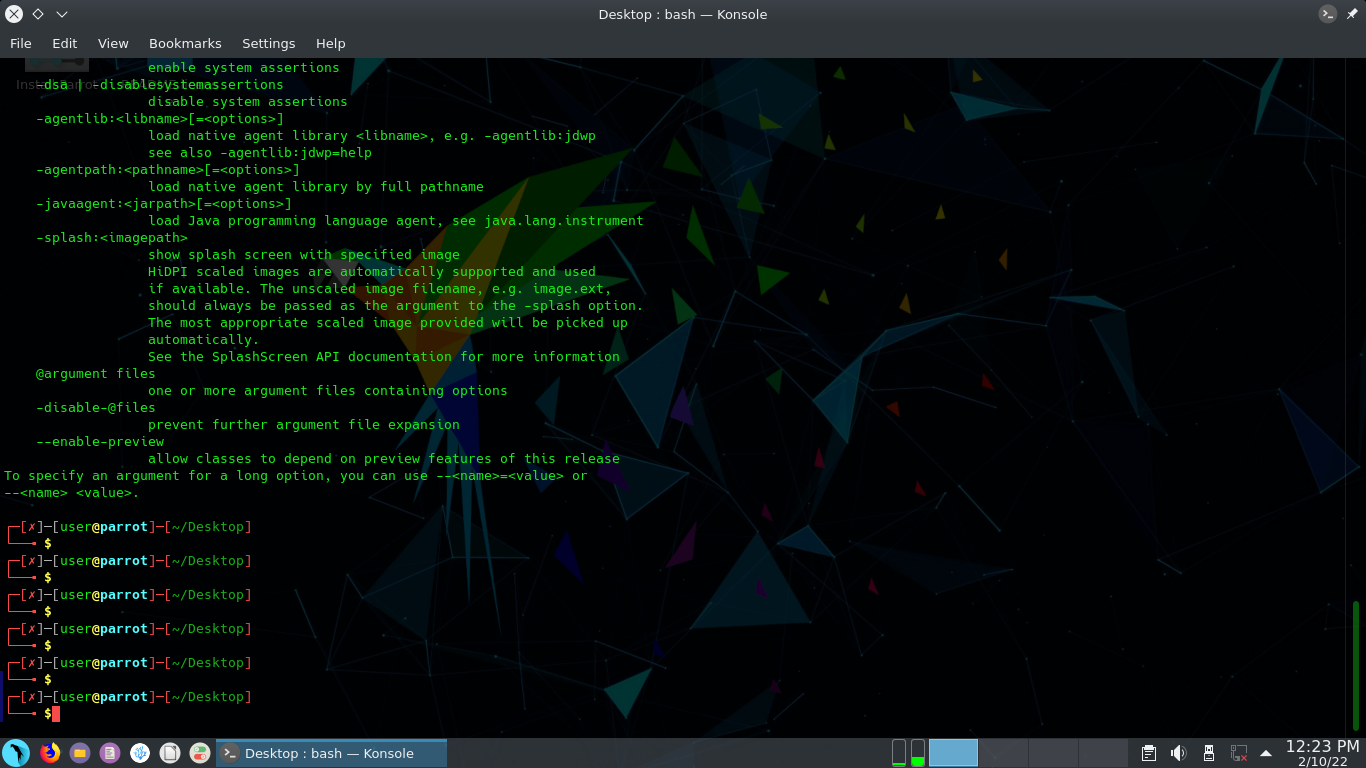 Desktop : bash — Konsole
File Edit View Bookmarks Settings Help
enable system assertions
-dsa | -disablesystemassertions
disable system assertions
-agentlib:<libname>[=<options>]
load native agent library <libname>, e.g. -agentlib:jdwp
see also -agentlib:jdwp=help
-agentpath:<pathname>[=<options>]
load native agent library by full pathname
-javaagent:<jarpath>[=<options>]
load Java programming language agent, see java.lang.instrument
-splash:<imagepath>
show splash screen with specified image
HiDPI scaled images are automatically supported and used
if available. The unscaled image filename, e.g. image.ext,
should always be passed as the argument to the -splash option.
The most appropriate scaled image provided will be picked up
automatically.
See the SplashScreen API documentation for more information
@argument files
one or more argument files containing options
-disable-@files
prevent further argument file expansion
--enable-preview
allow classes to depend on preview features of this release
To specify an argument for a long option, you can use --<name>=<value> or
--<name> <value>.
┌─[✗]─[user@parrot]─[~/Desktop]
└──╼ $
┌─[✗]─[user@parrot]─[~/Desktop]
└──╼ $
┌─[✗]─[user@parrot]─[~/Desktop]
└──╼ $
┌─[✗]─[user@parrot]─[~/Desktop]
└──╼ $
┌─[✗]─[user@parrot]─[~/Desktop]
└──╼ $
┌─[✗]─[user@parrot]─[~/Desktop]
└──╼ $
Desktop : bash — Konsole
12:23 PM
2/10/22